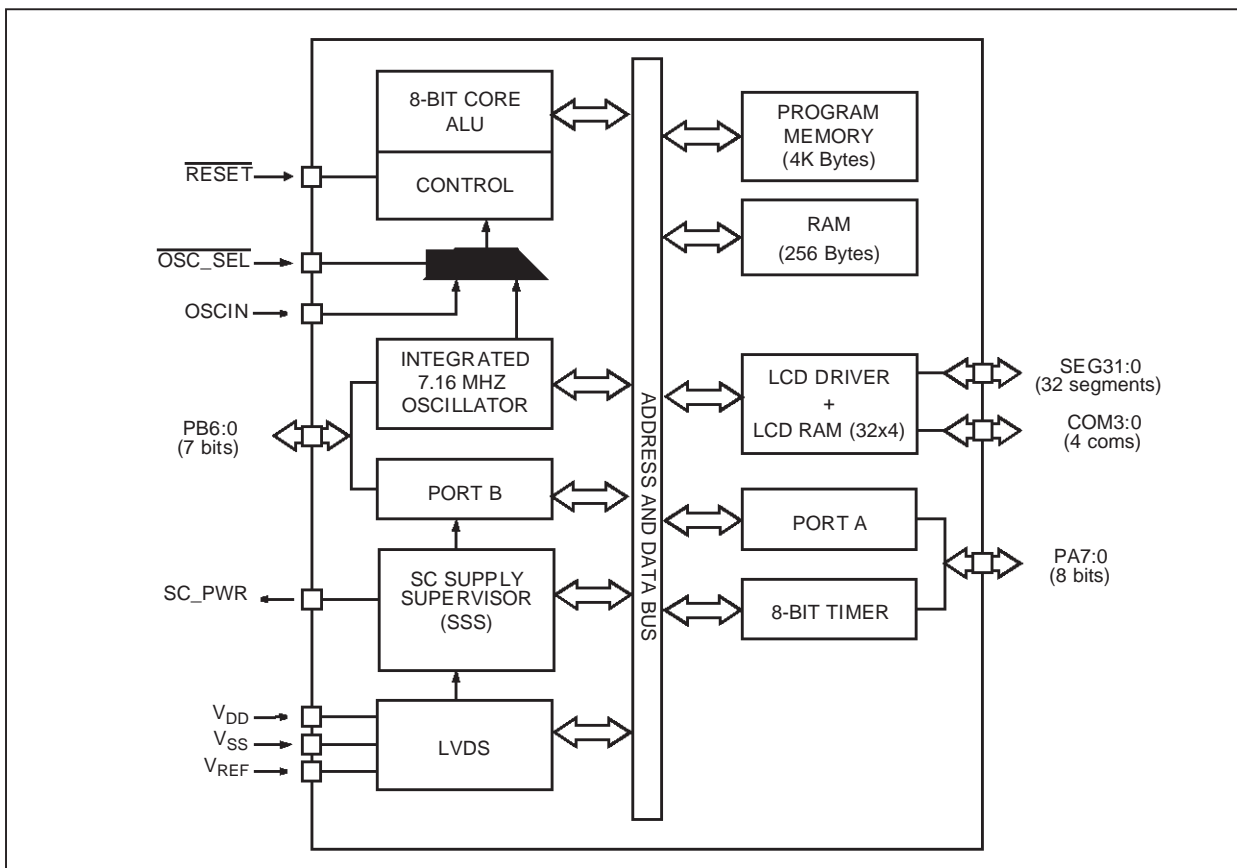 8-BIT CORE
ALU
CONTROL
RESET
OSC_SEL
OSCIN
INTEGRATED
7.16 MHZ
OSCILLATOR
PB6:0
(7 bits)
PORT B
SC_PWR
SC SUPPLY
SUPERVISOR
(SSS)
VDD
VSS
VREF
LVDS
ADDRESS AND DATA BUS
PROGRAM
MEMORY
(4K Bytes)
RAM
(256 Bytes)
LCD DRIVER
+
LCD RAM (32x4)
SEG31:0
(32 segments)
COM3:0
(4 coms)
PORT A
PA7:0
(8 bits)
8-BIT TIMER